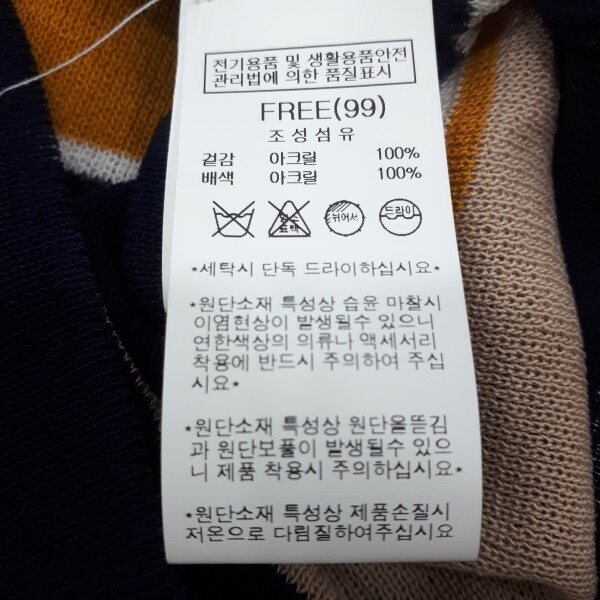 전기용품 및 생활용품안전
관리법에 의한 품질표시
FREE(99)
조성섬유
겉감 아크릴 100%
배색 아크릴 100%
뉘어서 드라이
*세탁시 단독 드라이하십시요*
*원단소재 특성상 습윤 마찰시
이염현상이 발생될수 있으니
연한색상의 의류나 액세서리
착용에 반드시 주의하여 주십
시요*
*원단소재 특성상 원단올뜯김
과 원단보풀이 발생될수 있으
니 제품 착용시 주의하십시요*
*원단소재 특성상 제품손질시
저온으로 다림질하여주십시요